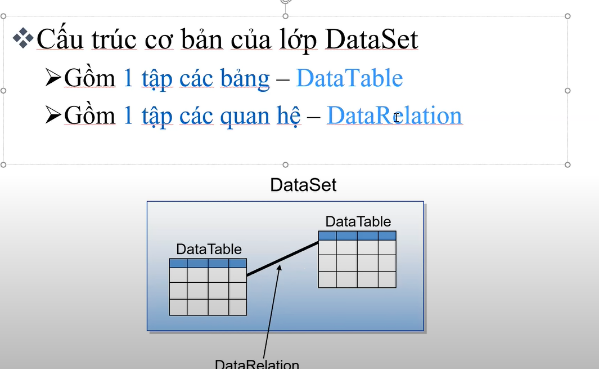 ❖Cấu trúc cơ bản của lớp DataSet
➤Gồm 1 tập các bảng – DataTable
➤Gồm 1 tập các quan hệ – DataRelation
DataSet
DataTable
DataTable
DataRelation